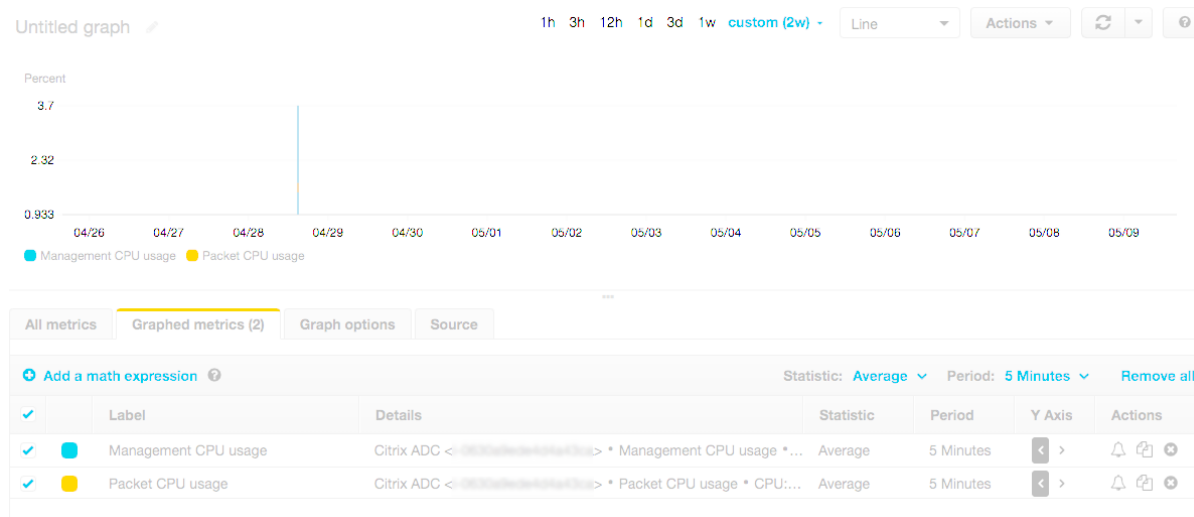 Untitled graph 1h 3h 12h 1d 3d 1w custom (2w) Line Actions
Percent
3.7
2.32
0.933
04/26 04/27 04/28 04/29 04/30 05/01 05/02 05/03 05/04 05/05 05/06 05/07 05/08 05/09
Management CPU usage Packet CPU usage
All metrics Graphed metrics (2) Graph options Source
Add a math expression Statistic: Average Period: 5 Minutes Remove all
Label Details Statistic Period Y Axis Actions
Management CPU usage Citrix ADC < > • Management CPU usage •... Average 5 Minutes < >
Packet CPU usage Citrix ADC < > • Packet CPU usage • CPU:... Average 5 Minutes < >